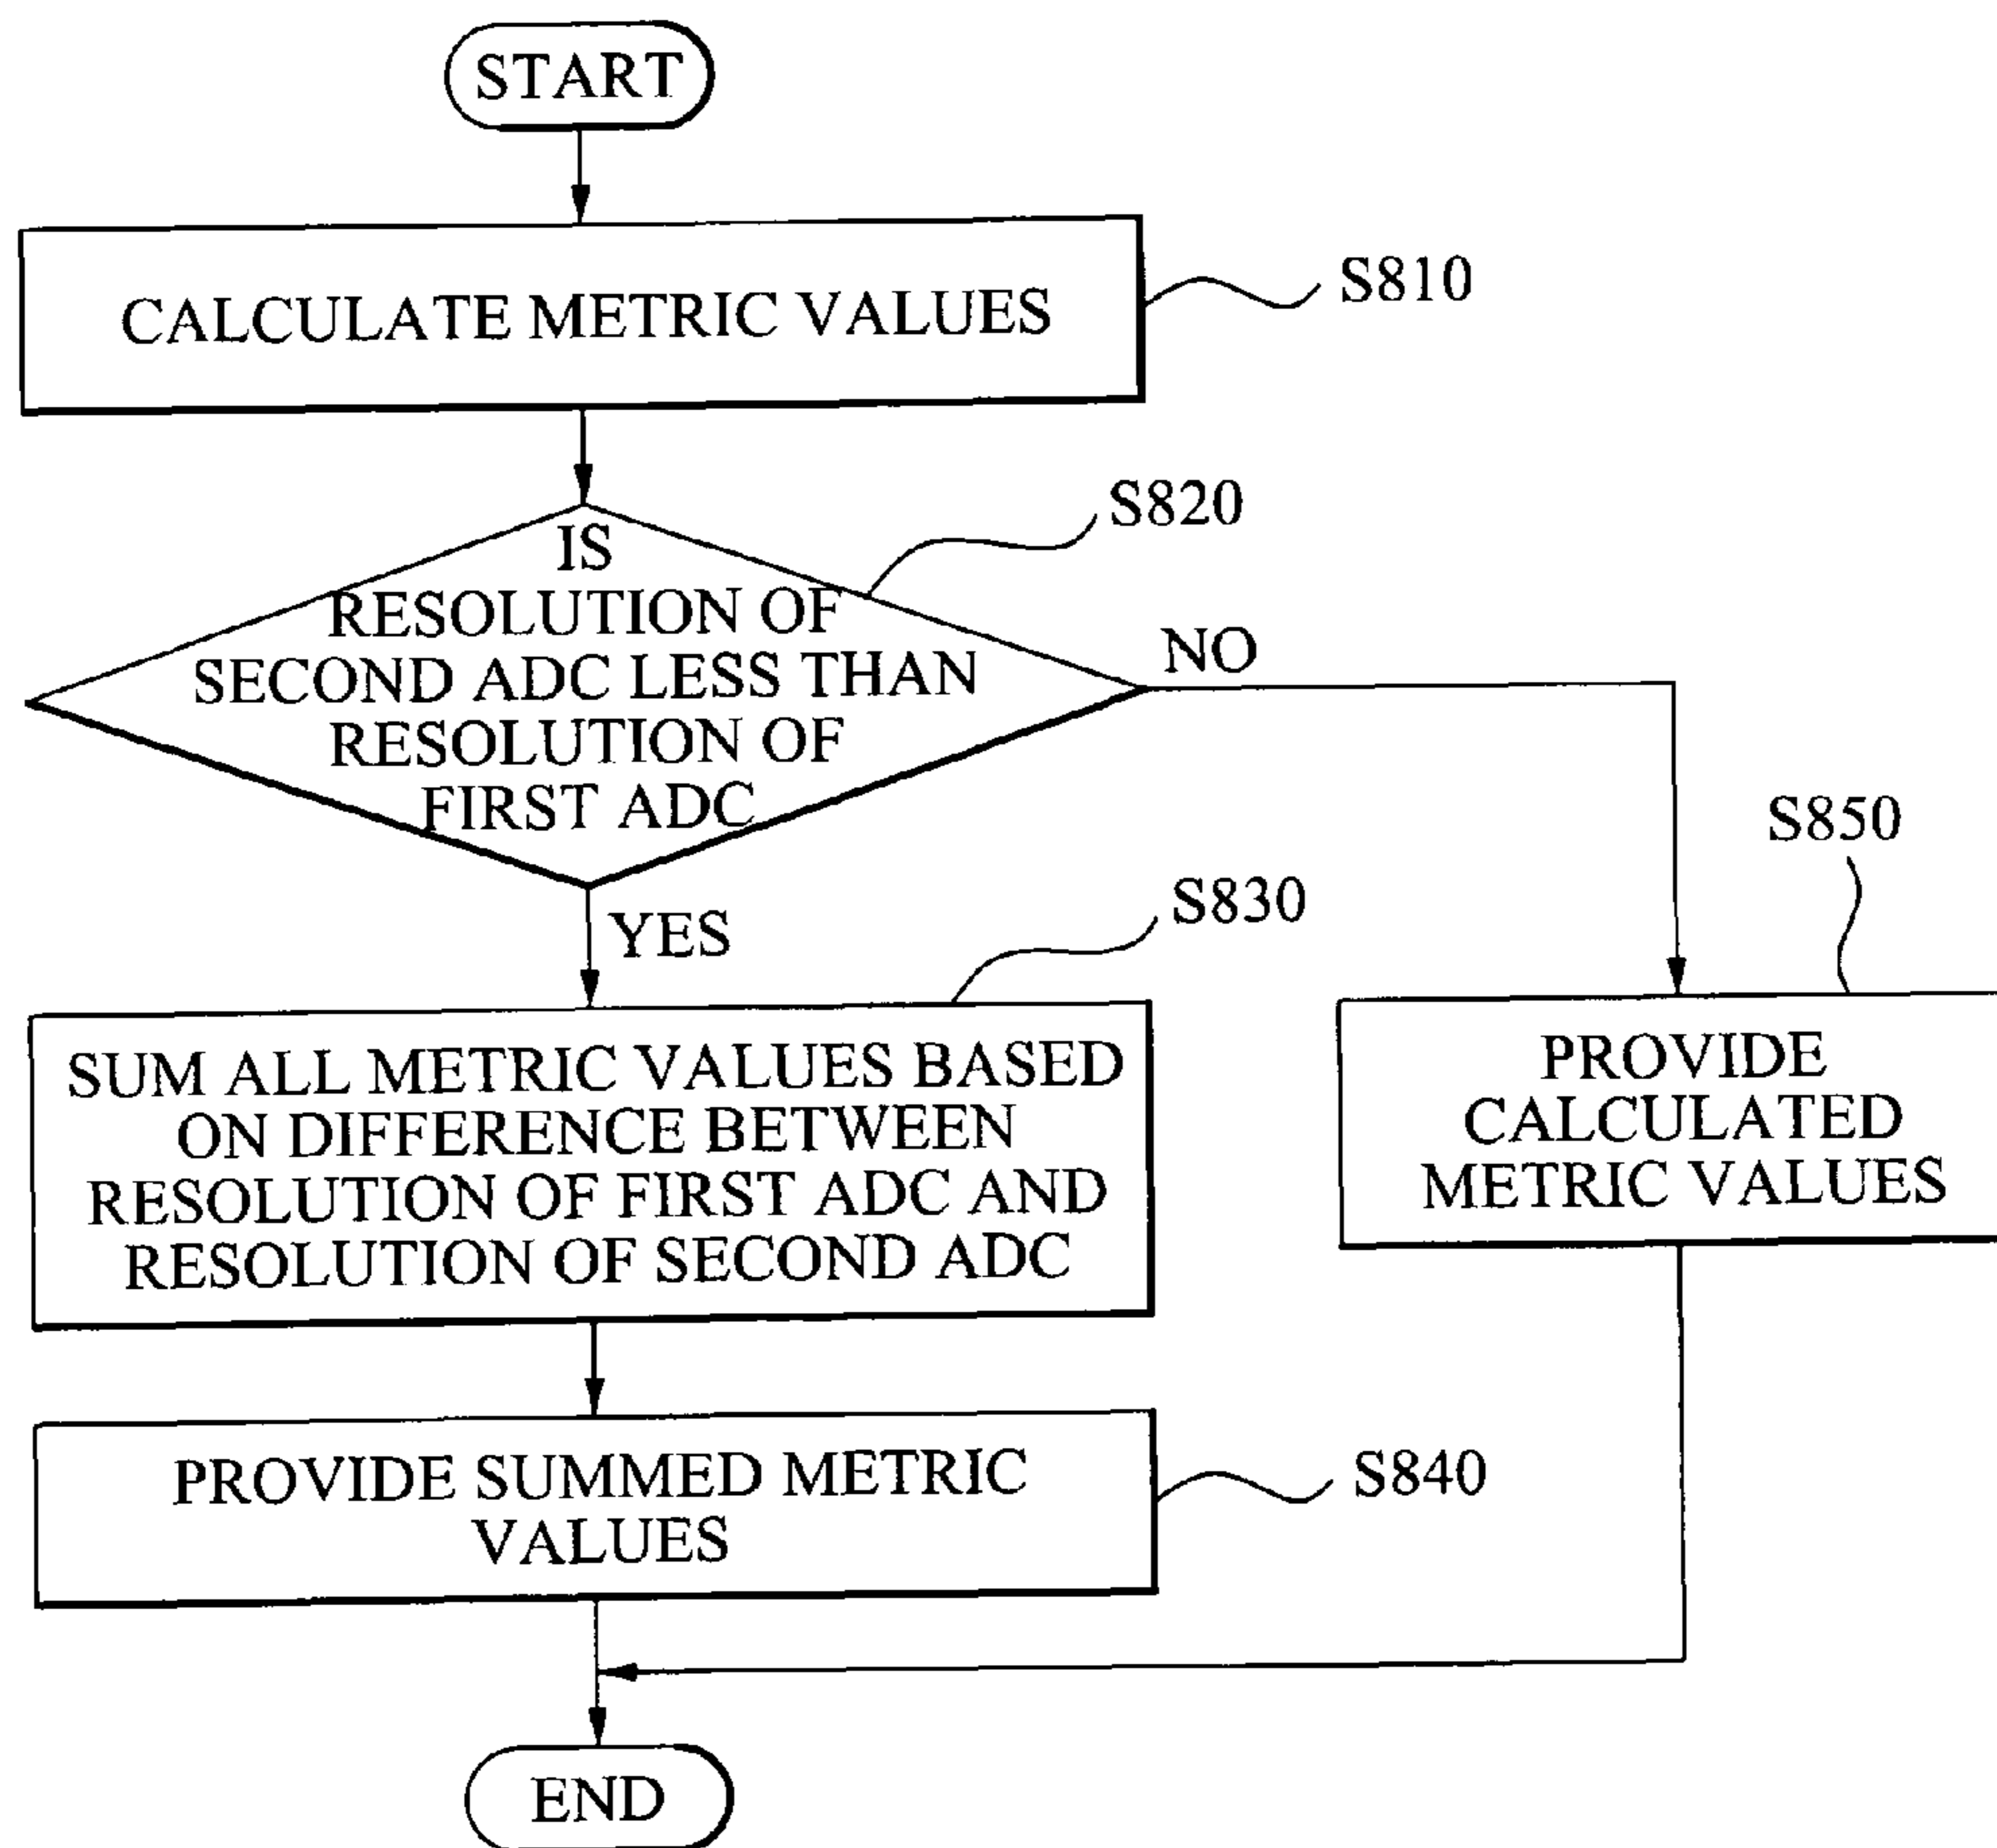 START
CALCULATE METRIC VALUES
S810
S820
IS
RESOLUTION OF
SECOND ADC LESS THAN
RESOLUTION OF
FIRST ADC
NO
YES
S830
SUM ALL METRIC VALUES BASED
ON DIFFERENCE BETWEEN
RESOLUTION OF FIRST ADC AND
RESOLUTION OF SECOND ADC
S850
PROVIDE
CALCULATED
METRIC VALUES
PROVIDE SUMMED METRIC
VALUES
S840
END